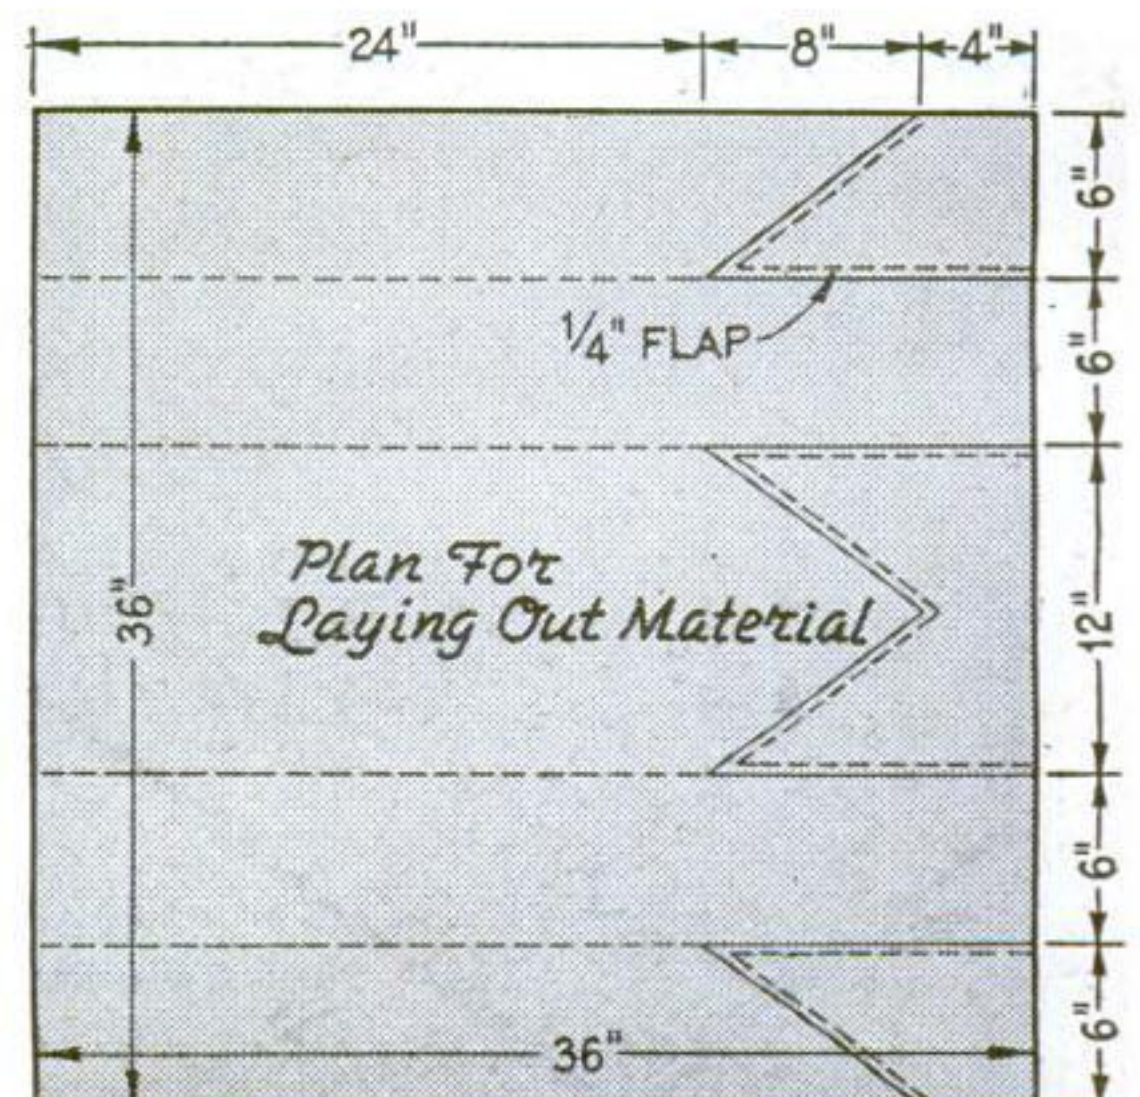 24" 8" 4"
6"
1/4" FLAP
6"
Plan For
Laying Out Material
36"
12"
6"
36"
6"